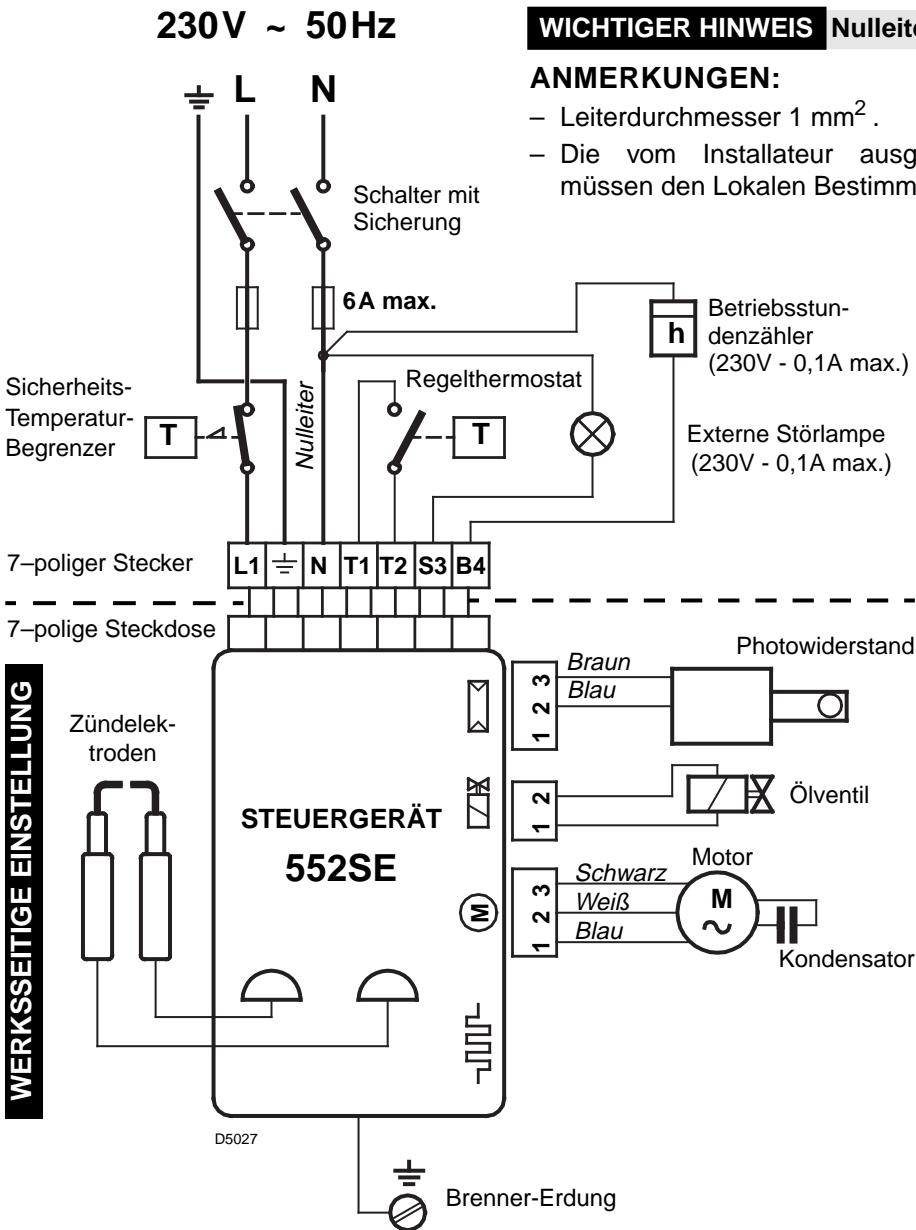 230V ~ 50Hz
WICHTIGER HINWEIS
ANMERKUNGEN:
– Leiterdurchmesser 1 mm² .
– Die vom Installateur
müssen den Lokalen
L N
Schalter mit
Sicherung
6A max.
h
Betriebsstun-
denzähler
(230V - 0,1A max.)
Sicherheits-
Temperatur-
Begrenzer
T
Nulleiter
Regelthermostat
T
Externe Störlampe
(230V - 0,1A max.)
7–poliger Stecker
L1 N T1 T2 S3 B4
7–polige Steckdose
WERKSSEITIGE EINSTELLUNG
Zündelek-
troden
STEUERGERÄT
552SE
M
3
2
1
Braun
Blau
Photowiderstand
2
1
Ölventil
3
2
1
Schwarz
Weiß
Blau
Motor
M
~
Kondensator
D5027
Brenner-Erdung